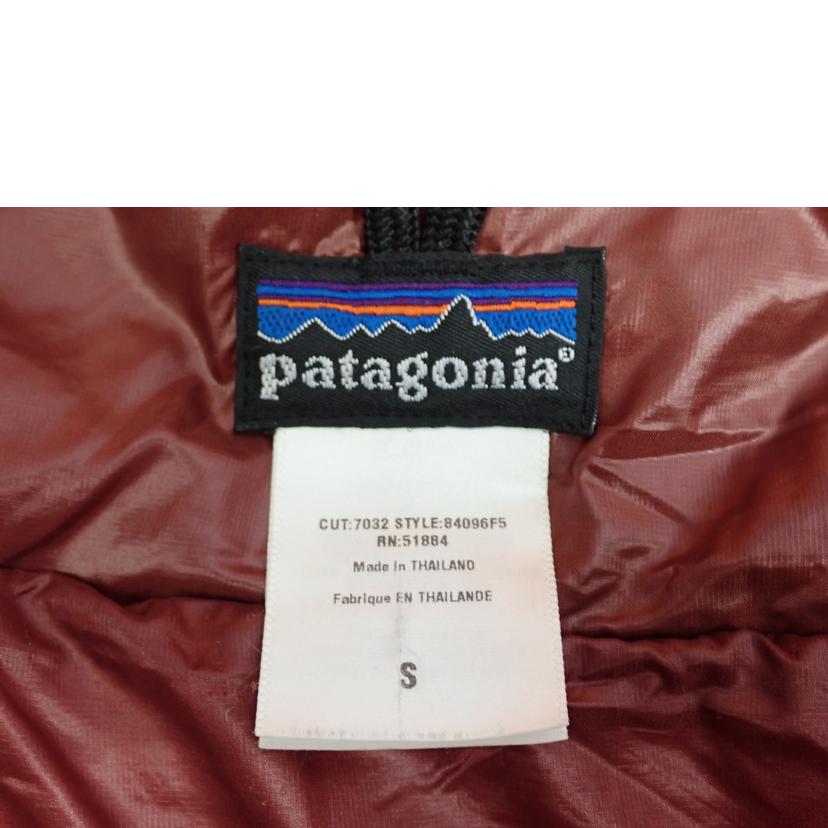 patagonia®
CUT:7032 STYLE:84096F5
RN:51884
Made in THAILAND
Fabrique EN THAILANDE
S